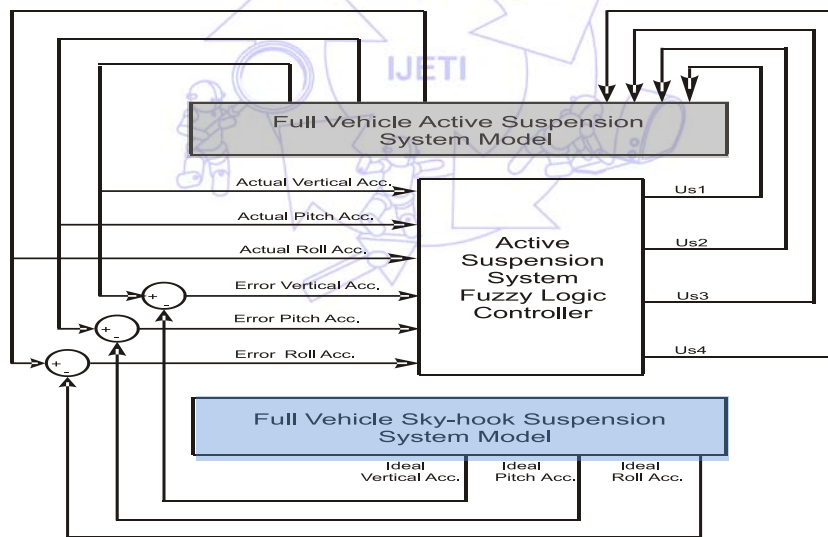 IJETI
Full Vehicle Active Suspension
System Model
Actual Vertical Acc.
Actual Pitch Acc.
Actual Roll Acc.
Error Vertical Acc.
Error Pitch Acc.
Error Roll Acc.
+
-
+
-
+
-
Active
Suspension
System
Fuzzy Logic
Controller
Us1
Us2
Us3
Us4
Full Vehicle Sky-hook Suspension
System Model
Ideal
Vertical Acc.
Ideal
Pitch Acc.
Ideal
Roll Acc.